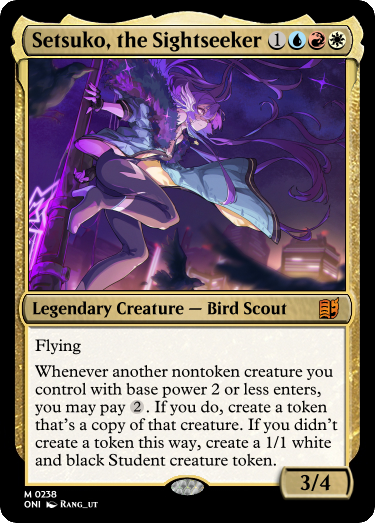 Setsuko, the Sightseeker 1
Legendary Creature — Bird Scout
Flying
Whenever another nontoken creature you
control with base power 2 or less enters,
you may pay 2. If you do, create a token
that's a copy of that creature. If you didn't
create a token this way, create a 1/1 white
and black Student creature token.
3/4
M 0238
ONI Rang_ut